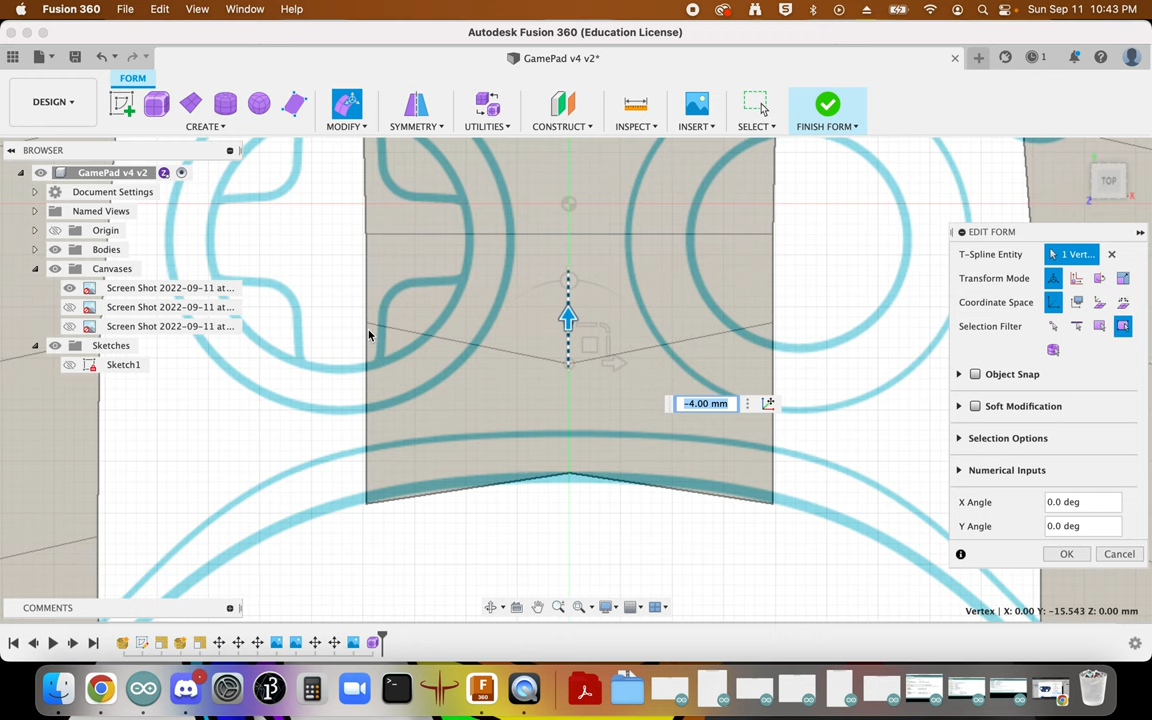 Fusion 360 File Edit View Window Help Sun Sep 11 10:43 PM
Autodesk Fusion 360 (Education License)
GamePad v4 v2* 1
FORM
DESIGN
CREATE MODIFY SYMMETRY UTILITIES CONSTRUCT INSPECT INSERT SELECT FINISH FORM
BROWSER
GamePad v4 v2
Document Settings
Named Views
Origin
Bodies
Canvases
Screen Shot 2022-09-11 at...
Screen Shot 2022-09-11 at...
Screen Shot 2022-09-11 at...
Sketches
Sketch1
TOP
X
Z
EDIT FORM
T-Spline Entity 1 Vert...
Transform Mode
Coordinate Space
Selection Filter
Object Snap
Soft Modification
Selection Options
Numerical Inputs
X Angle 0.0 deg
Y Angle 0.0 deg
OK Cancel
-4.00 mm
COMMENTS
Vertex | X: 0.00 Y: -15.543 Z: 0.00 mm